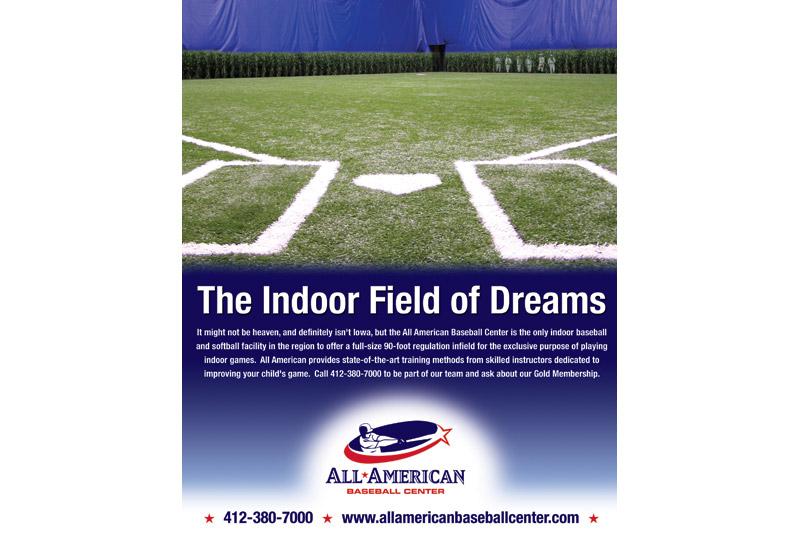 The Indoor Field of Dreams
It might not be heaven, and definitely isn't Iowa, but the All American Baseball Center is the only indoor baseball
and softball facility in the region to offer a full-size 90-foot regulation infield for the exclusive purpose of playing
indoor games. All American provides state-of-the-art training methods from skilled instructors dedicated to
improving your child's game. Call 412-380-7000 to be part of our team and ask about our Gold Membership.
ALL★AMERICAN
BASEBALL CENTER
★ 412-380-7000 ★ www.allamericanbaseballcenter.com ★